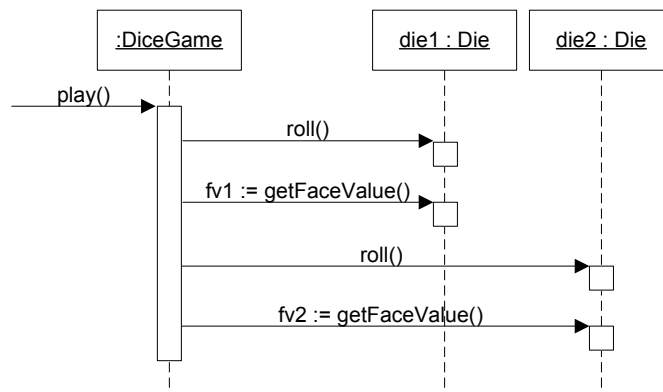 :DiceGame
die1 : Die
die2 : Die
play()
roll()
fv1 := getFaceValue()
roll()
fv2 := getFaceValue()